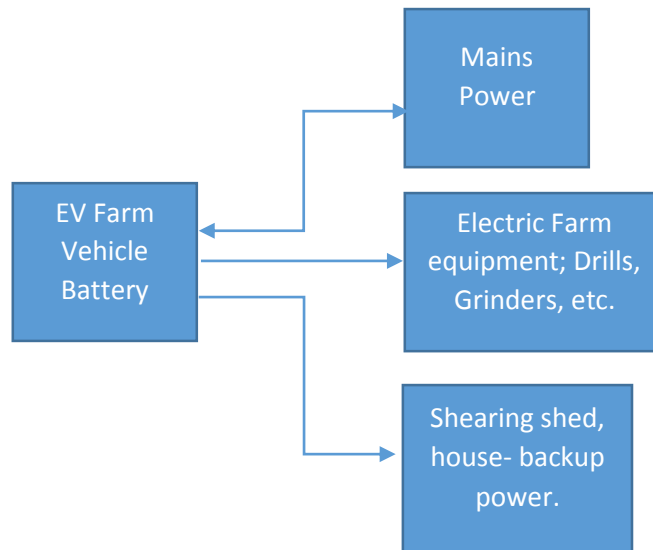 Mains
Power
EV Farm
Vehicle
Battery
Electric Farm
equipment; Drills,
Grinders, etc.
Shearing shed,
house- backup
power.